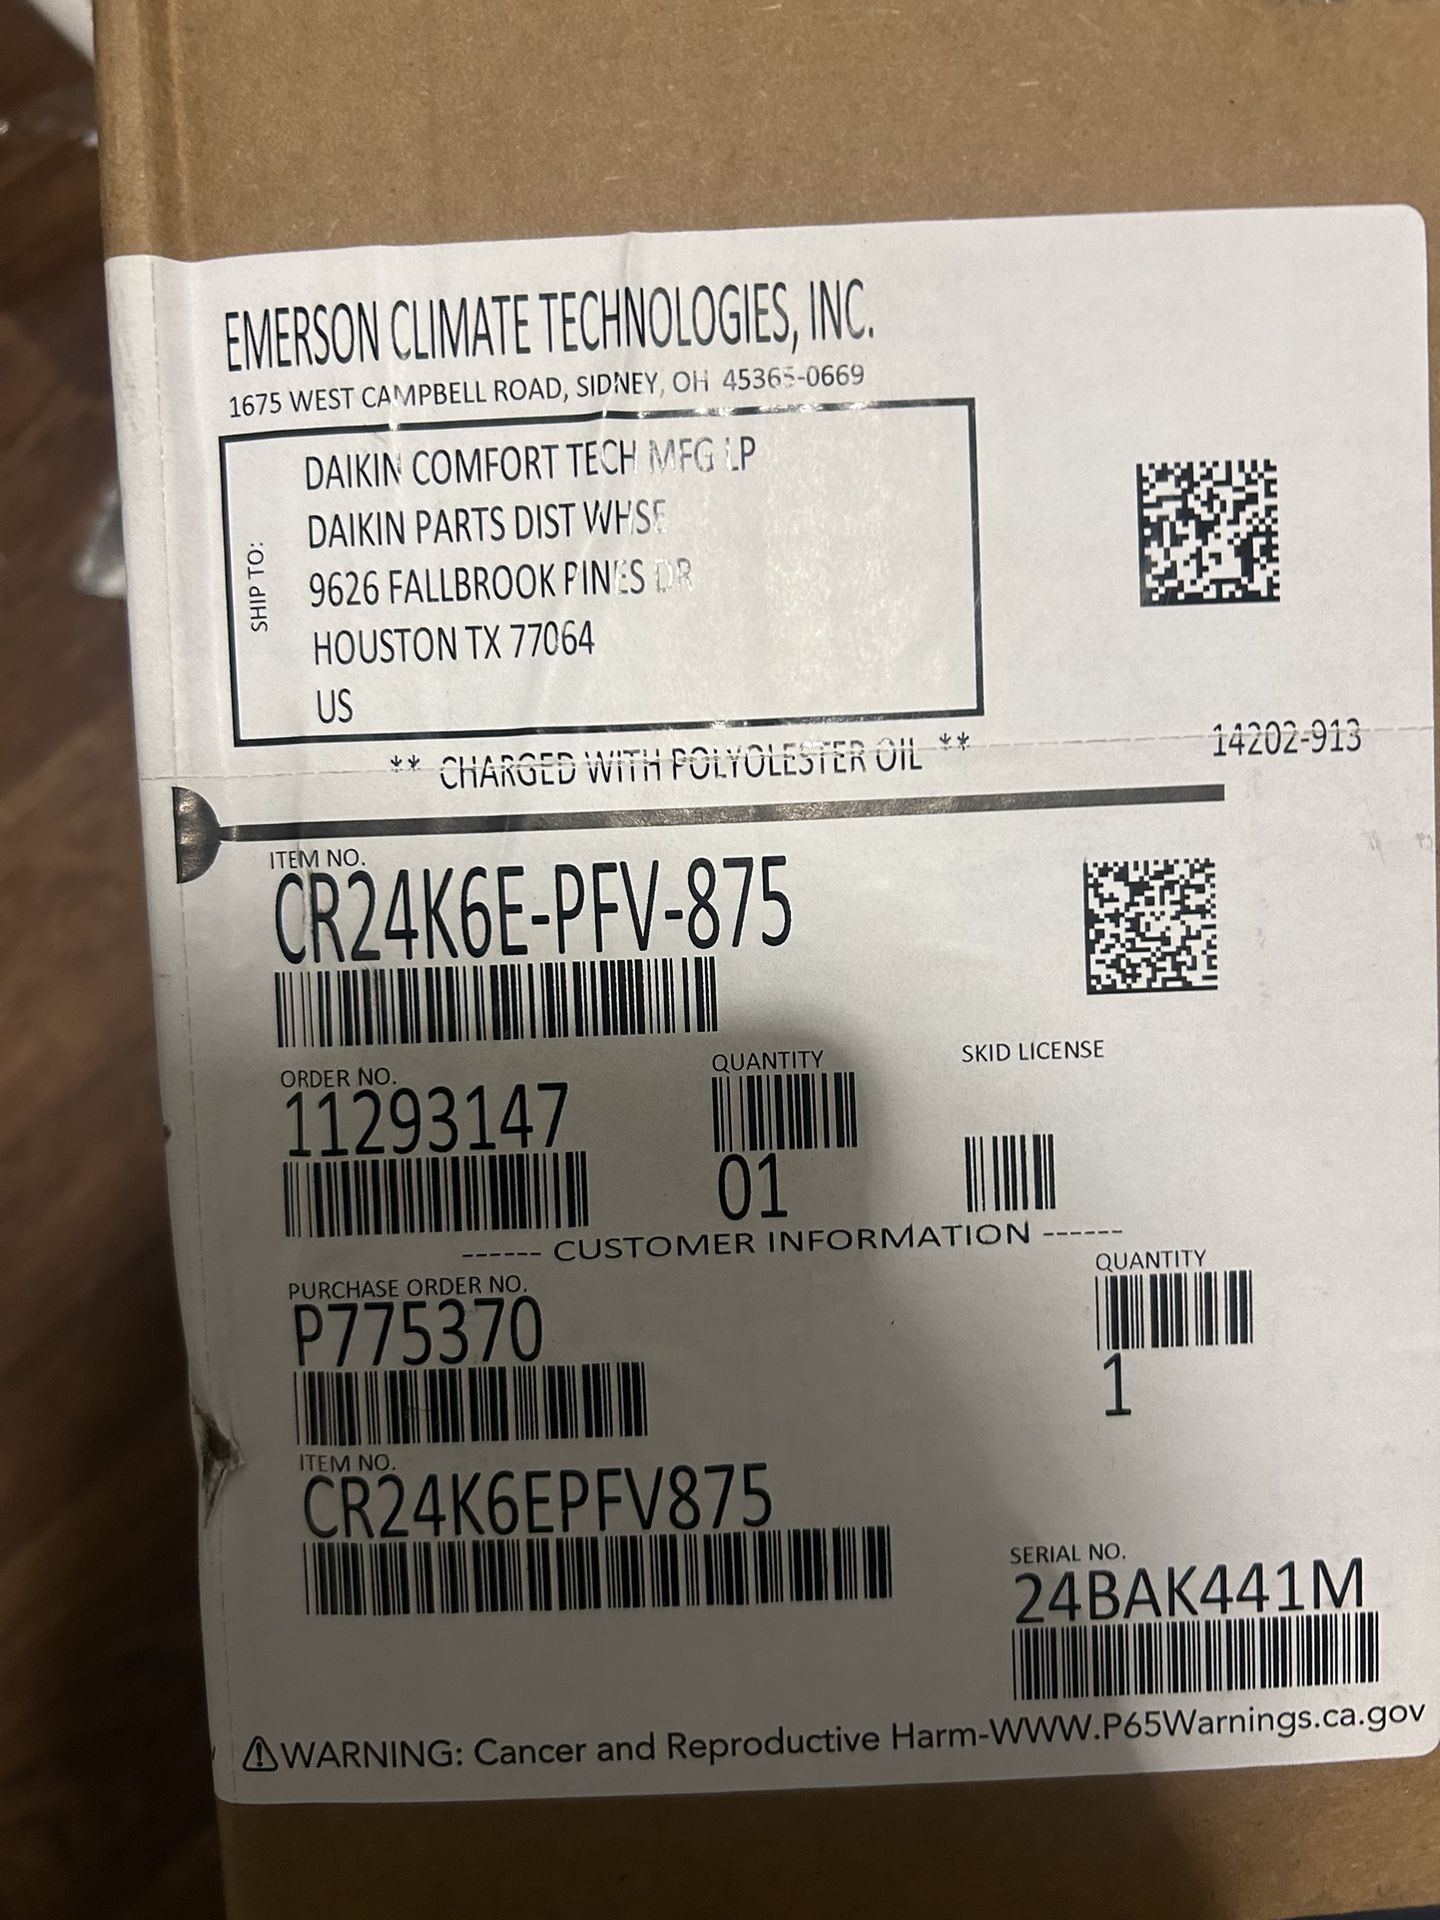 EMERSON CLIMATE TECHNOLOGIES, INC.
1675 WEST CAMPBELL ROAD, SIDNEY, OH 45365-0669
SHIP TO:
DAIKIN COMFORT TECH MFG LP
DAIKIN PARTS DIST WHSE
9626 FALLBROOK PINES DR
HOUSTON TX 77064
US
** CHARGED WITH POLYOLESTER OIL **
14202-913
ITEM NO.
CR24K6E-PFV-875
ORDER NO.
11293147
QUANTITY
01
SKID LICENSE
------ CUSTOMER INFORMATION ------
PURCHASE ORDER NO.
P775370
QUANTITY
1
ITEM NO.
CR24K6EPFV875
SERIAL NO.
24BAK441M
⚠WARNING: Cancer and Reproductive Harm-WWW.P65Warnings.ca.gov